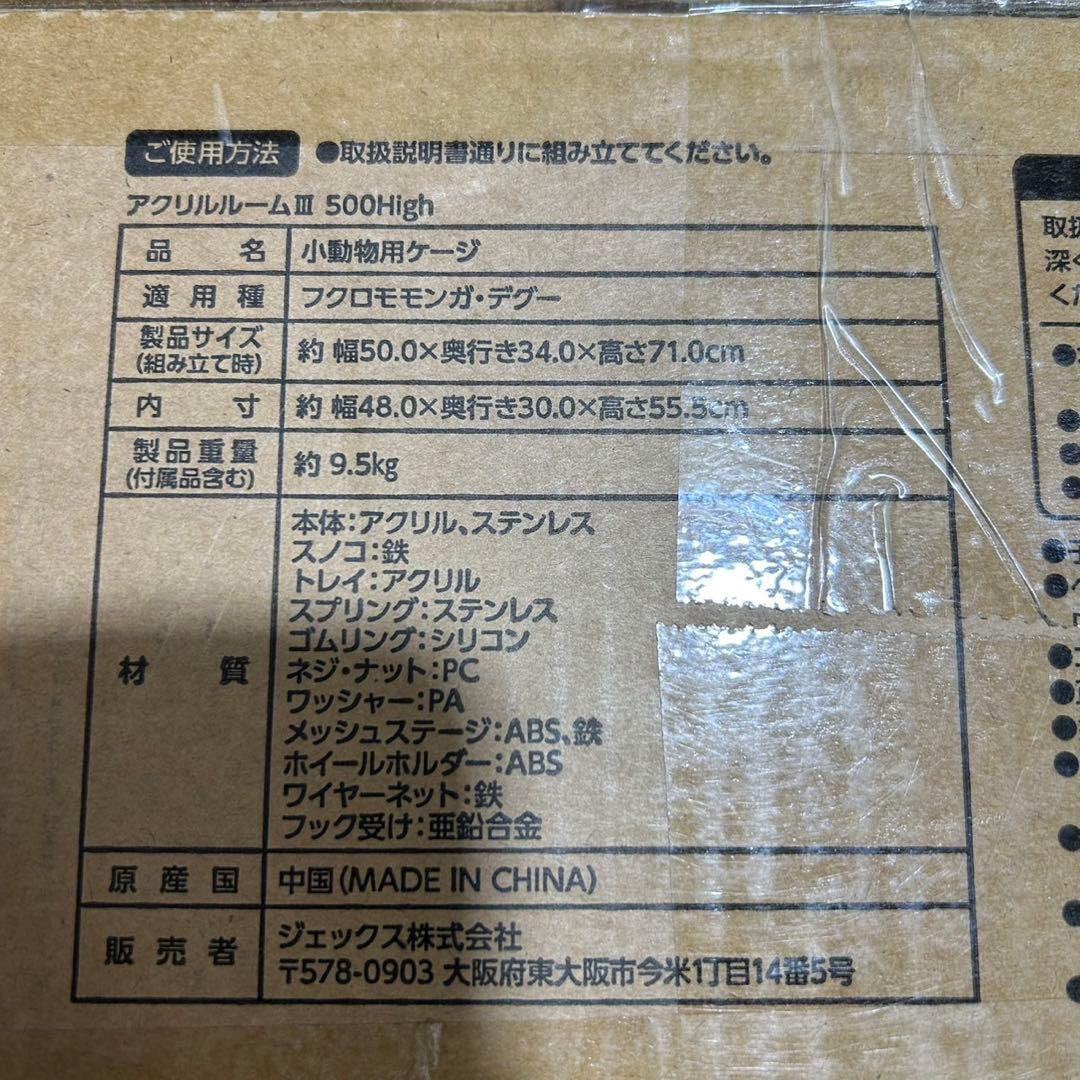 ご使用方法 ●取扱説明書通りに組み立ててください。
アクリルルームⅢ 500High
品名 小動物用ケージ
適用種 フクロモモンガ・デグー
製品サイズ
(組み立て時) 約 幅50.0×奥行き34.0×高さ71.0cm
内寸 約 幅48.0×奥行き30.0×高さ55.5cm
製品重量
(付属品含む) 約 9.5kg
材質 本体:アクリル、ステンレス
スノコ:鉄
トレイ:アクリル
スプリング:ステンレス
ゴムリング:シリコン
ネジ・ナット:PC
ワッシャー:PA
メッシュステージ:ABS、鉄
ホイールホルダー:ABS
ワイヤーネット:鉄
フック受け:亜鉛合金
原産国 中国(MADE IN CHINA)
販売者 ジェックス株式会社
〒578-0903 大阪府東大阪市今米1丁目14番5号
取扱
深く
くだ